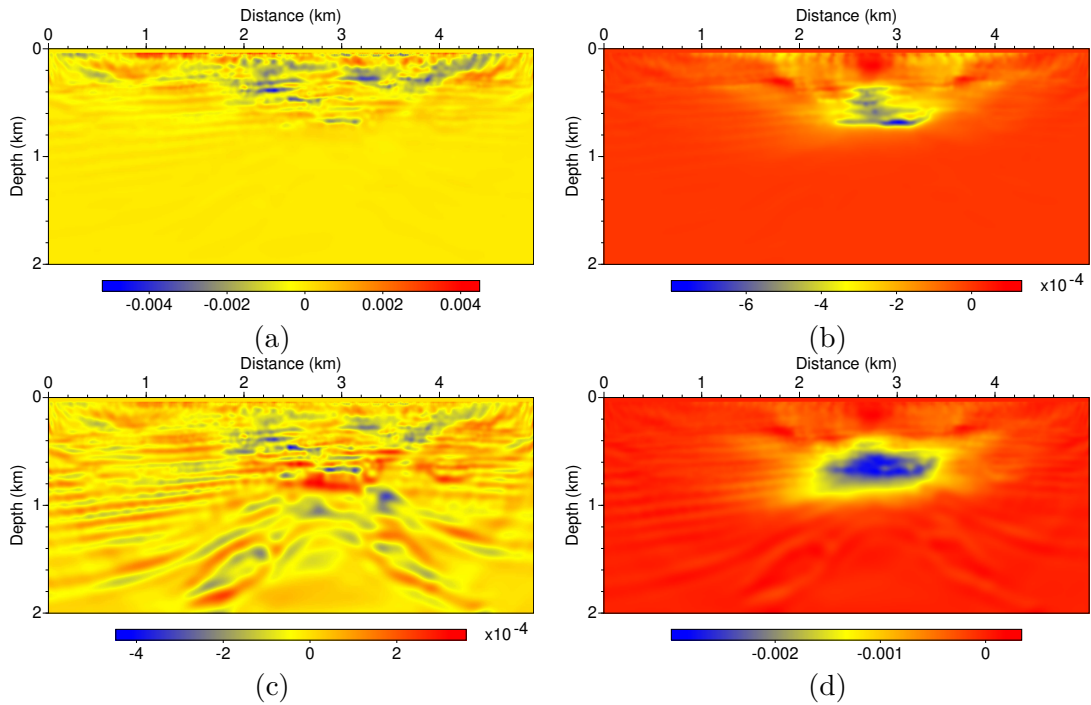 Distance (km)
0 1 2 3 4
0
1
2
Depth (km)
-0.004 -0.002 0 0.002 0.004
(a)
Distance (km)
0 1 2 3 4
0
1
2
Depth (km)
-6 -4 -2 0 x10-4
(b)
Distance (km)
0 1 2 3 4
0
1
2
Depth (km)
-4 -2 0 2 x10-4
(c)
Distance (km)
0 1 2 3 4
0
1
2
Depth (km)
-0.002 -0.001 0
(d)